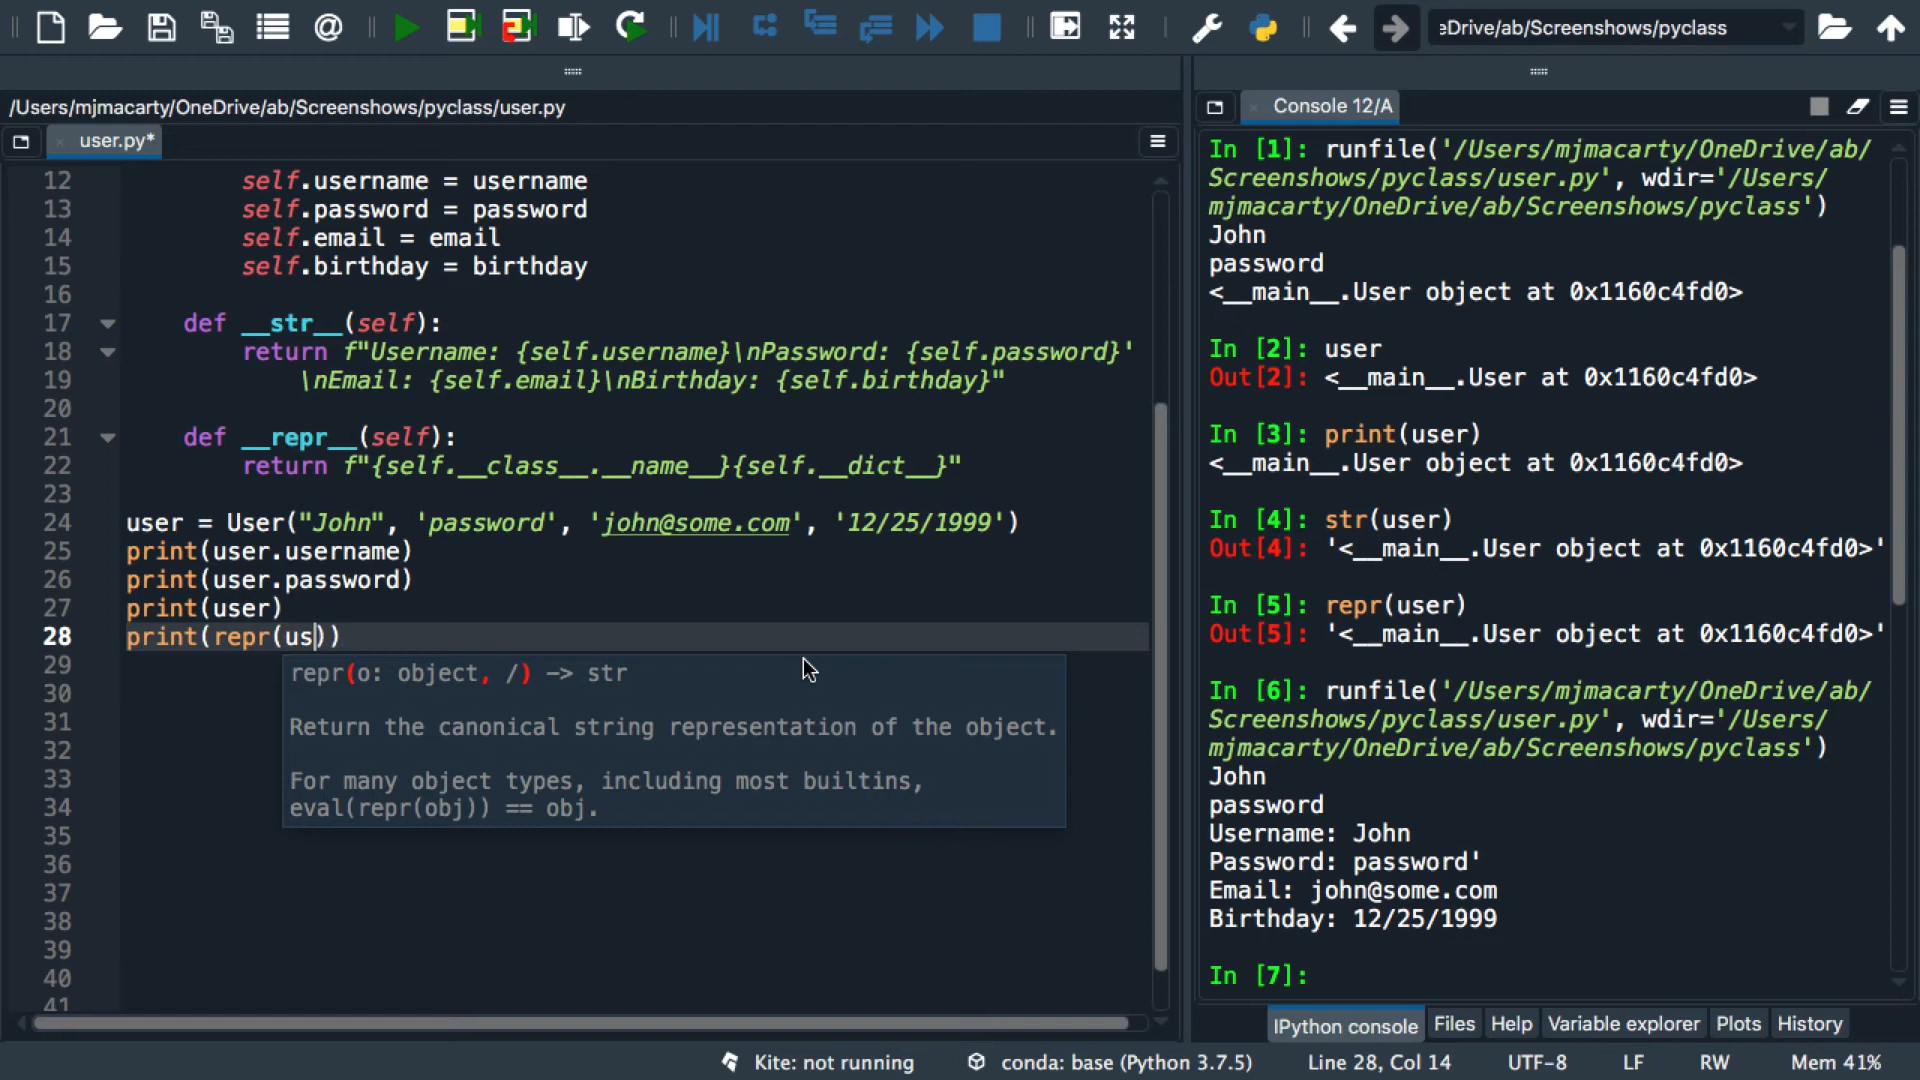 eDrive/ab/Screenshows/pyclass
/Users/mjmacarty/OneDrive/ab/Screenshows/pyclass/user.py
user.py*
12 self.username = username
13 self.password = password
14 self.email = email
15 self.birthday = birthday
16
17 def __str__(self):
18 return f"Username: {self.username}\nPassword: {self.password}'
19 \nEmail: {self.email}\nBirthday: {self.birthday}"
20
21 def __repr__(self):
22 return f"{self.__class__.__name__}{self.__dict__}"
23
24 user = User("John", 'password', 'john@some.com', '12/25/1999')
25 print(user.username)
26 print(user.password)
27 print(user)
28 print(repr(us))
29
30
31
32
33
34
35
36
37
38
39
40
41
repr(o: object, /) -> str
Return the canonical string representation of the object.
For many object types, including most builtins,
eval(repr(obj)) == obj.
Console 12/A
In [1]: runfile('/Users/mjmacarty/OneDrive/ab/
Screenshows/pyclass/user.py', wdir='/Users/
mjmacarty/OneDrive/ab/Screenshows/pyclass')
John
password
<__main__.User object at 0x1160c4fd0>
In [2]: user
Out[2]: <__main__.User at 0x1160c4fd0>
In [3]: print(user)
<__main__.User object at 0x1160c4fd0>
In [4]: str(user)
Out[4]: '<__main__.User object at 0x1160c4fd0>'
In [5]: repr(user)
Out[5]: '<__main__.User object at 0x1160c4fd0>'
In [6]: runfile('/Users/mjmacarty/OneDrive/ab/
Screenshows/pyclass/user.py', wdir='/Users/
mjmacarty/OneDrive/ab/Screenshows/pyclass')
John
password
Username: John
Password: password'
Email: john@some.com
Birthday: 12/25/1999
In [7]:
IPython console Files Help Variable explorer Plots History
Kite: not running conda: base (Python 3.7.5) Line 28, Col 14 UTF-8 LF RW Mem 41%